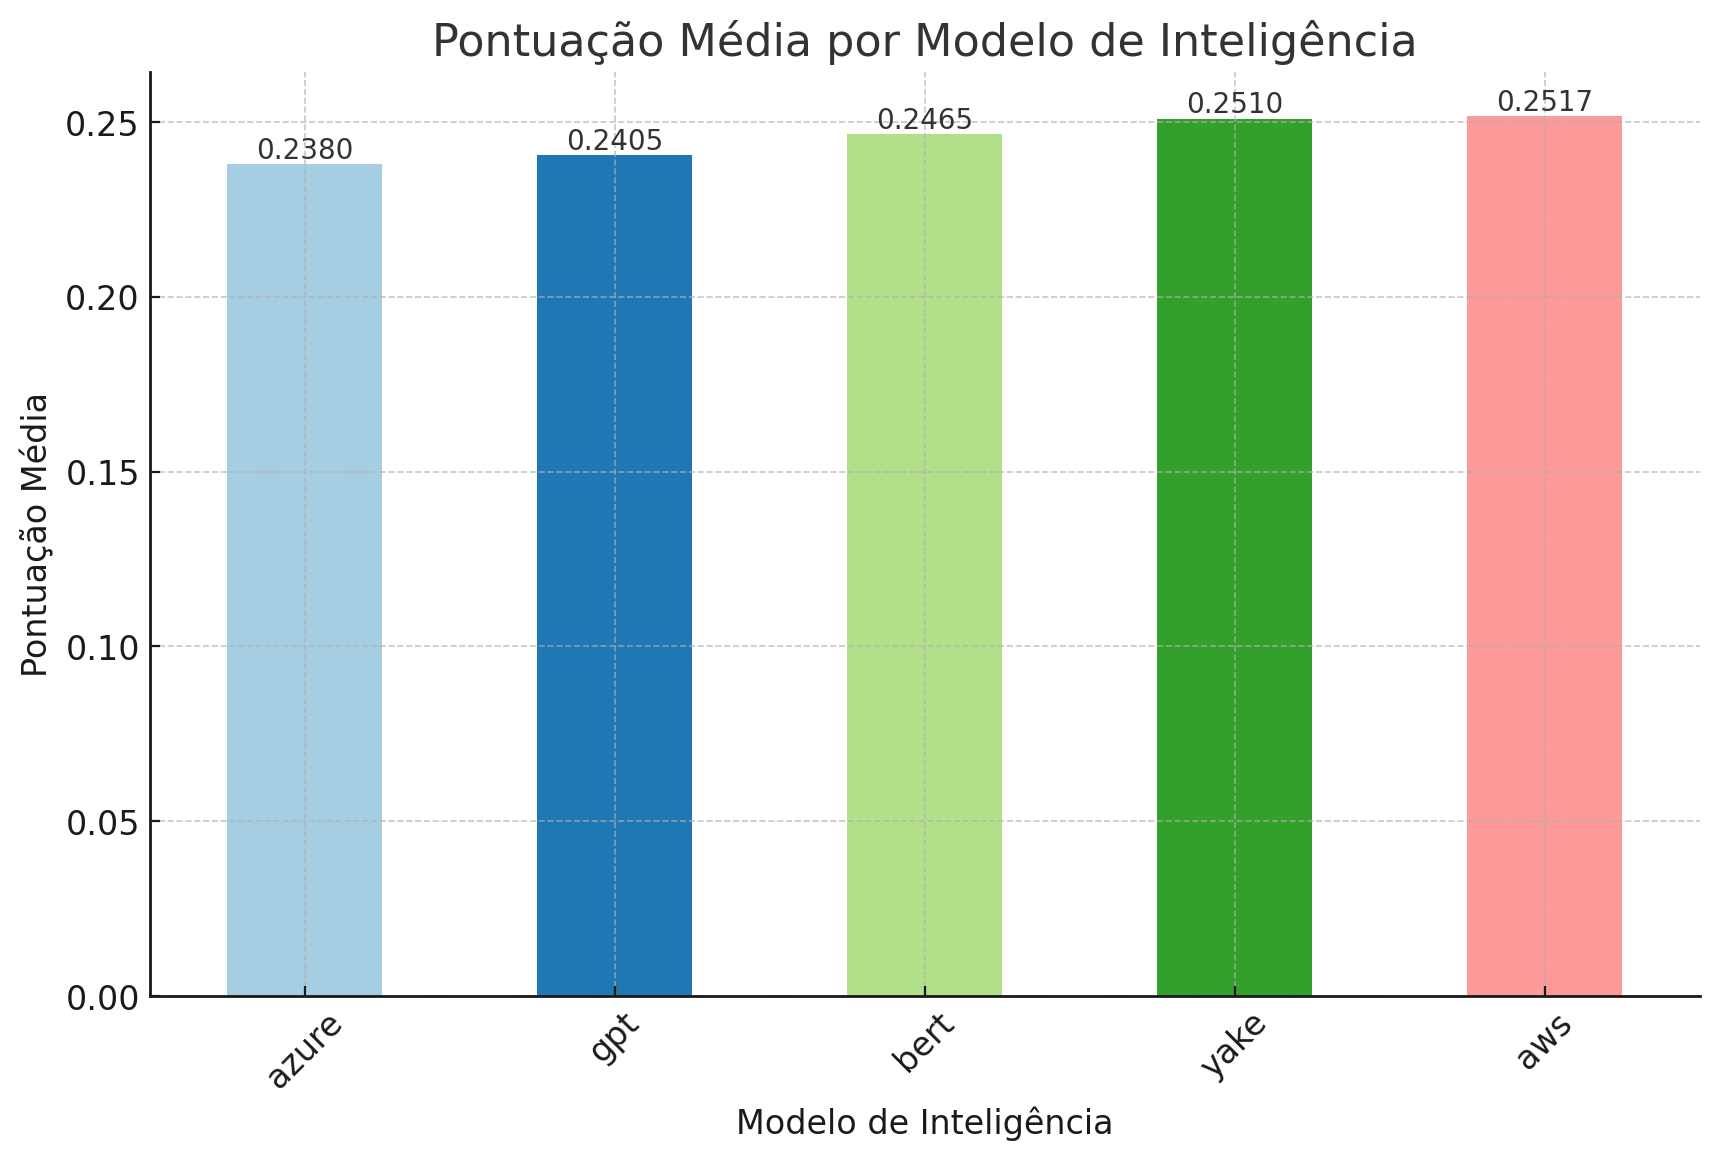 Pontuação Média por Modelo de Inteligência
0.2380
0.2405
0.2465
0.2510
0.2517
0.25
0.20
0.15
0.10
0.05
0.00
Pontuação Média
azure
gpt
bert
yake
aws
Modelo de Inteligência